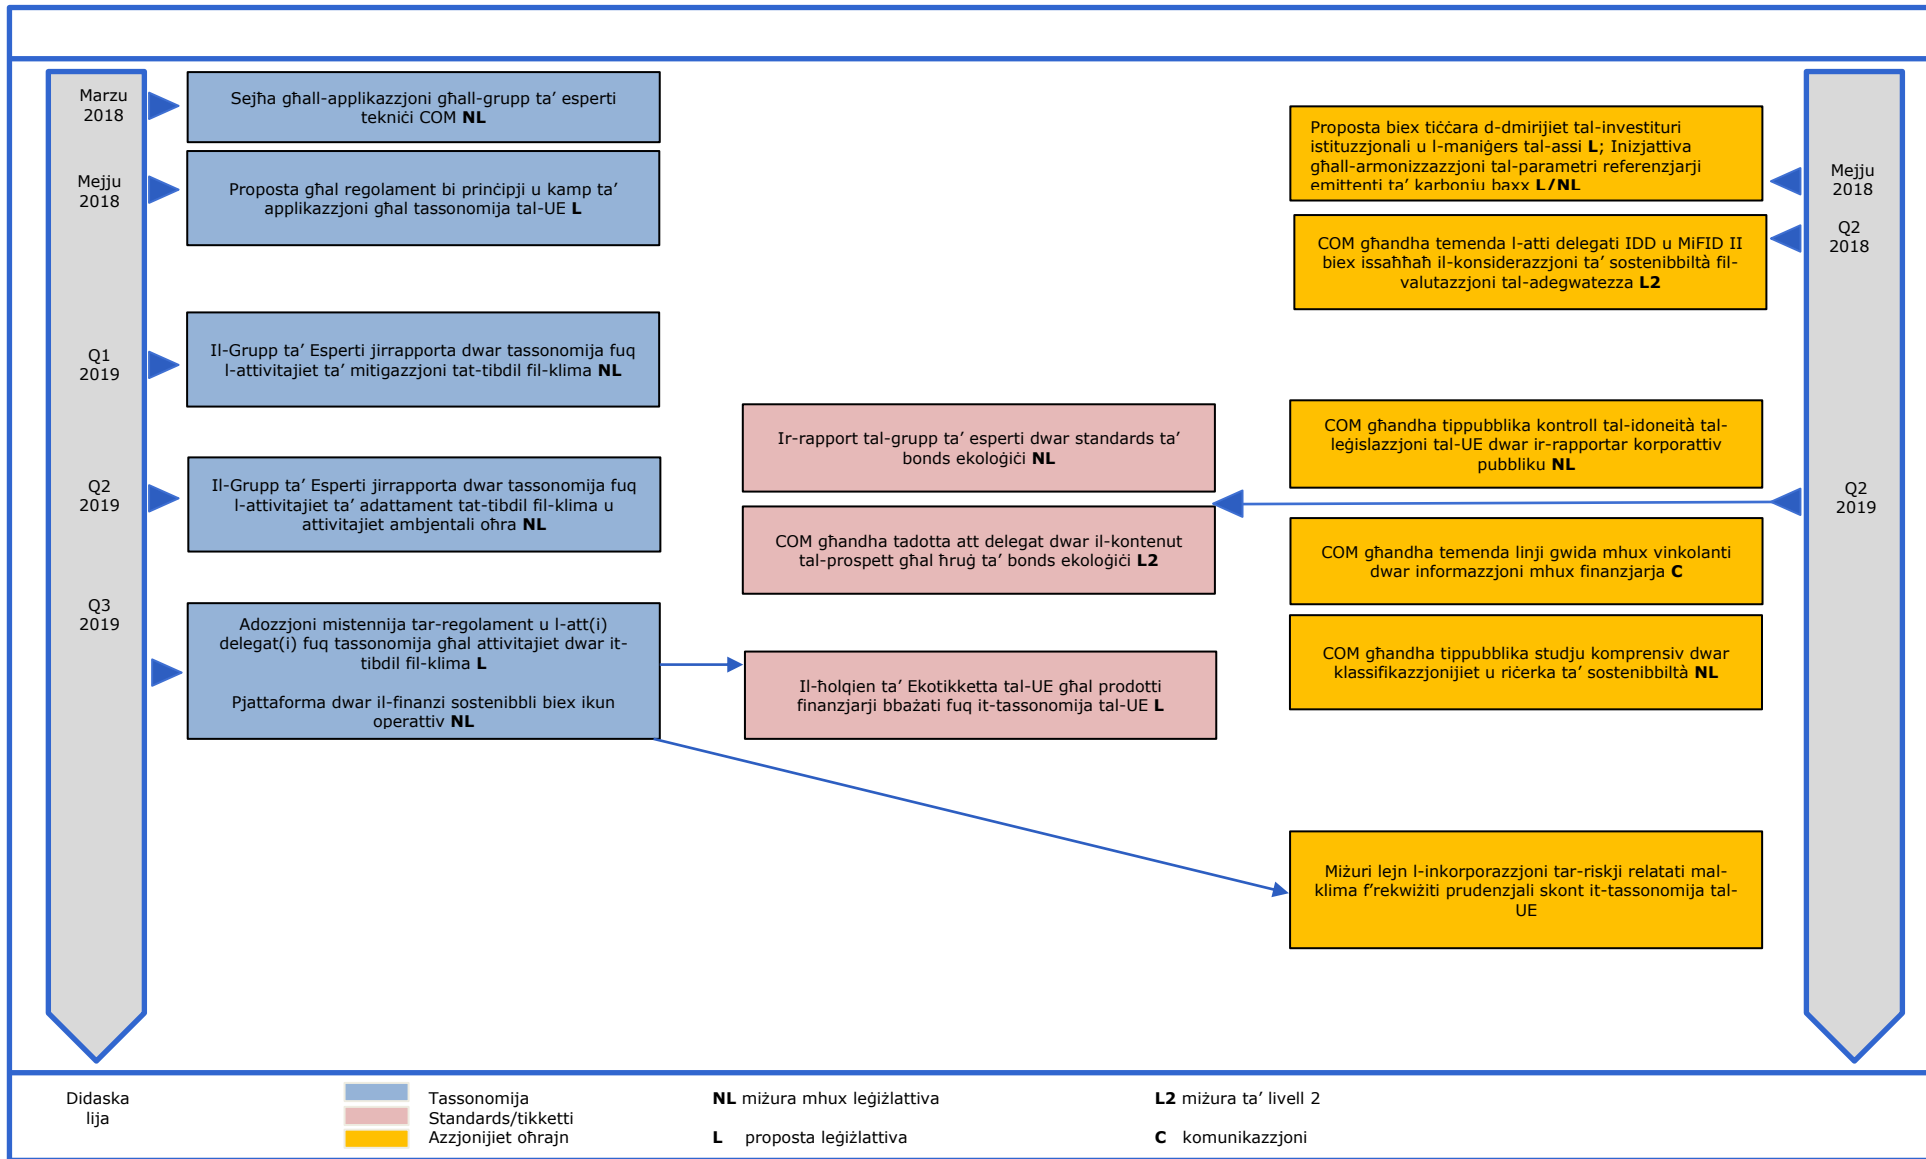 Marzu
2018
Sejħa għall-applikazzjoni għall-grupp ta’ esperti
tekniċi COM NL
Mejju
2018
Proposta għal regolament bi prinċipji u kamp ta’
applikazzjoni għal tassonomija tal-UE L
Q1
2019
Il-Grupp ta’ Esperti jirrapporta dwar tassonomija fuq
l-attivitajiet ta’ mitigazzjoni tat-tibdil fil-klima NL
Q2
2019
Il-Grupp ta’ Esperti jirrapporta dwar tassonomija fuq
l-attivitajiet ta’ adattament tat-tibdil fil-klima u
attivitajiet ambjentali oħra NL
Q3
2019
Adozzjoni mistennija tar-regolament u l-att(i)
delegat(i) fuq tassonomija għal attivitajiet dwar it-
tibdil fil-klima L
Pjattaforma dwar il-finanzi sostenibbli biex ikun
operattiv NL
Ir-rapport tal-grupp ta’ esperti dwar standards ta’
bonds ekoloġiċi NL
COM għandha tadotta att delegat dwar il-kontenut
tal-prospett għal ħruġ ta’ bonds ekoloġiċi L2
Il-ħolqien ta’ Ekotikketta tal-UE għal prodotti
finanzjarji bbażati fuq it-tassonomija tal-UE L
Proposta biex tiċċara d-dmirijiet tal-investituri
istituzzjonali u l-maniġers tal-assi L; Inizjattiva
għall-armonizzazzjoni tal-parametri referenzjarji
emittenti ta’ karbonju baxx L/NL
Mejju
2018
COM għandha temenda l-atti delegati IDD u MiFID II
biex issaħħaħ il-konsiderazzjoni ta’ sostenibbiltà fil-
valutazzjoni tal-adegwatezza L2
Q2
2018
COM għandha tippubblika kontroll tal-idoneità tal-
leġislazzjoni tal-UE dwar ir-rapportar korporattiv
pubbliku NL
Q2
2019
COM għandha temenda linji gwida mhux vinkolanti
dwar informazzjoni mhux finanzjarja C
COM għandha tippubblika studju komprensiv dwar
klassifikazzjonijiet u riċerka ta’ sostenibbiltà NL
Miżuri lejn l-inkorporazzjoni tar-riskji relatati mal-
klima f’rekwiżiti prudenzjali skont it-tassonomija tal-
UE
Didaska
lija
Tassonomija
Standards/tikketti
Azzjonijiet oħrajn
NL miżura mhux leġiżlattiva
L proposta leġiżlattiva
L2 miżura ta’ livell 2
C komunikazzjoni